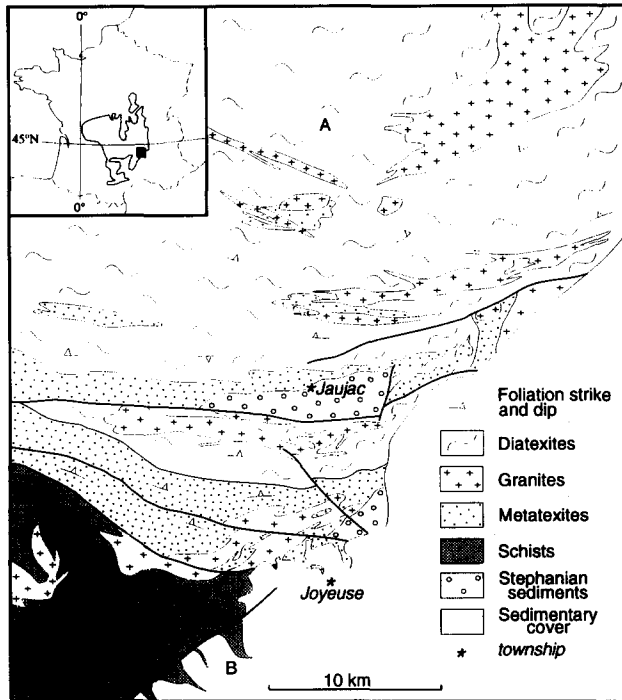 0°
45°N
0°
A
Jaujac
Joyeuse
B
Foliation strike
and dip
Diatexites
Granites
Metatexites
Schists
Stephanian
sediments
Sedimentary
cover
township
10 km